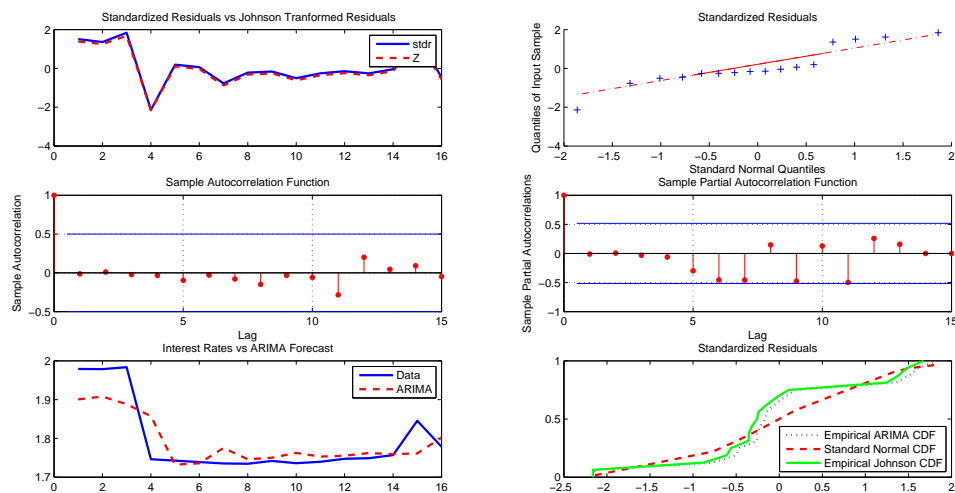 Standardized Residuals vs Johnson Tranformed Residuals
2
0
−2
−4
0 2 4 6 8 10 12 14 16
stdr
Z
Standardized Residuals
Quantiles of Input Sample
4
2
0
−2
−4
−2 −1.5 −1 −0.5 0 0.5 1 1.5 2
Standard Normal Quantiles
Sample Autocorrelation Function
Sample Autocorrelation
1
0.5
0
−0.5
0 5 10 15
Lag
Sample Partial Autocorrelation Function
Sample Partial Autocorrelations
1
0.5
0
−0.5
−1
0 5 10 15
Lag
Interest Rates vs ARIMA Forecast
2
1.9
1.8
1.7
0 2 4 6 8 10 12 14 16
Data
ARIMA
Standardized Residuals
1
0.5
0
−2.5 −2 −1.5 −1 −0.5 0 0.5 1 1.5 2
Empirical ARIMA CDF
Standard Normal CDF
Empirical Johnson CDF